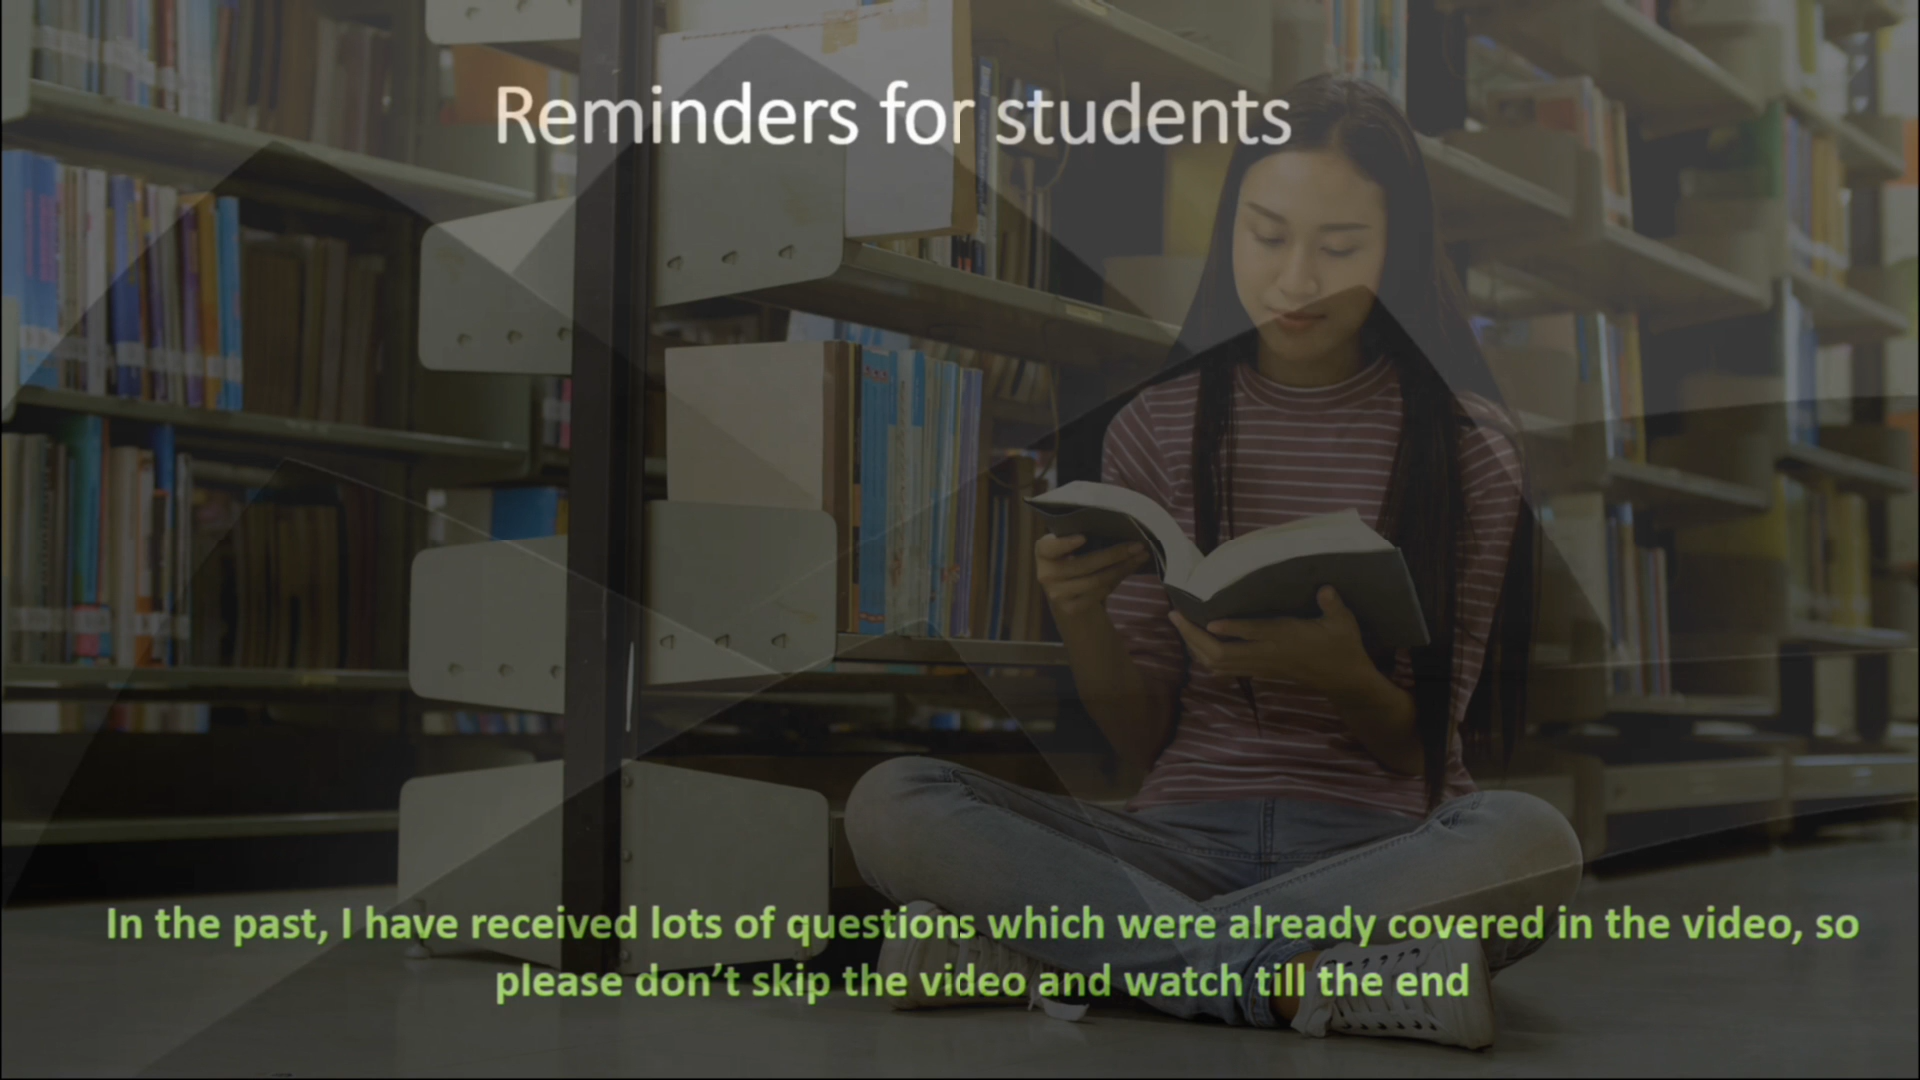 Reminders for students
In the past, I have received lots of questions which were already covered in the video, so
please don’t skip the video and watch till the end